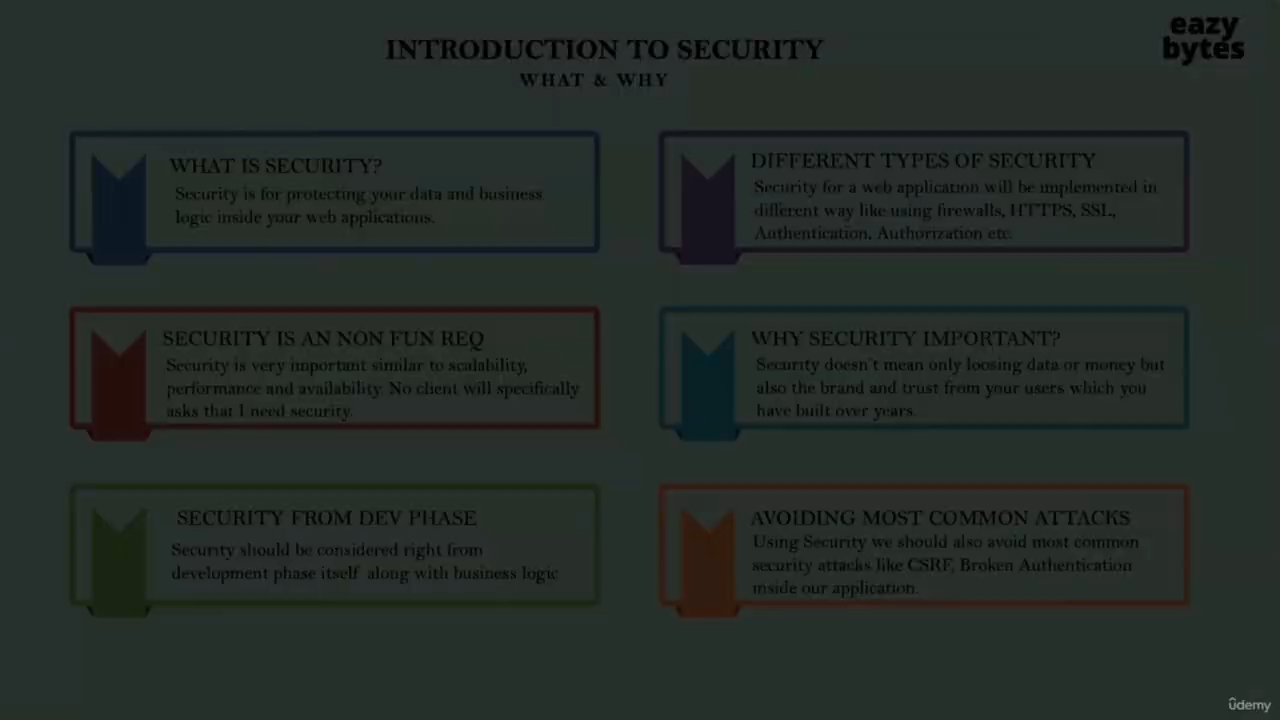 eazy
bytes
INTRODUCTION TO SECURITY
WHAT & WHY
WHAT IS SECURITY?
Security is for protecting your data and business
logic inside your web applications.
DIFFERENT TYPES OF SECURITY
Security for a web application will be implemented in
different way like using firewalls, HTTPS, SSL,
Authentication, Authorization etc.
SECURITY IS AN NON FUN REQ
Security is very important similar to scalability,
performance and availability. No client will specifically
asks that I need security.
WHY SECURITY IMPORTANT?
Security doesn't mean only loosing data or money but
also the brand and trust from your users which you
have built over years.
SECURITY FROM DEV PHASE
Security should be considered right from
development phase itself along with business logic
AVOIDING MOST COMMON ATTACKS
Using Security we should also avoid most common
security attacks like CSRF, Broken Authentication
inside our application.
ûdemy